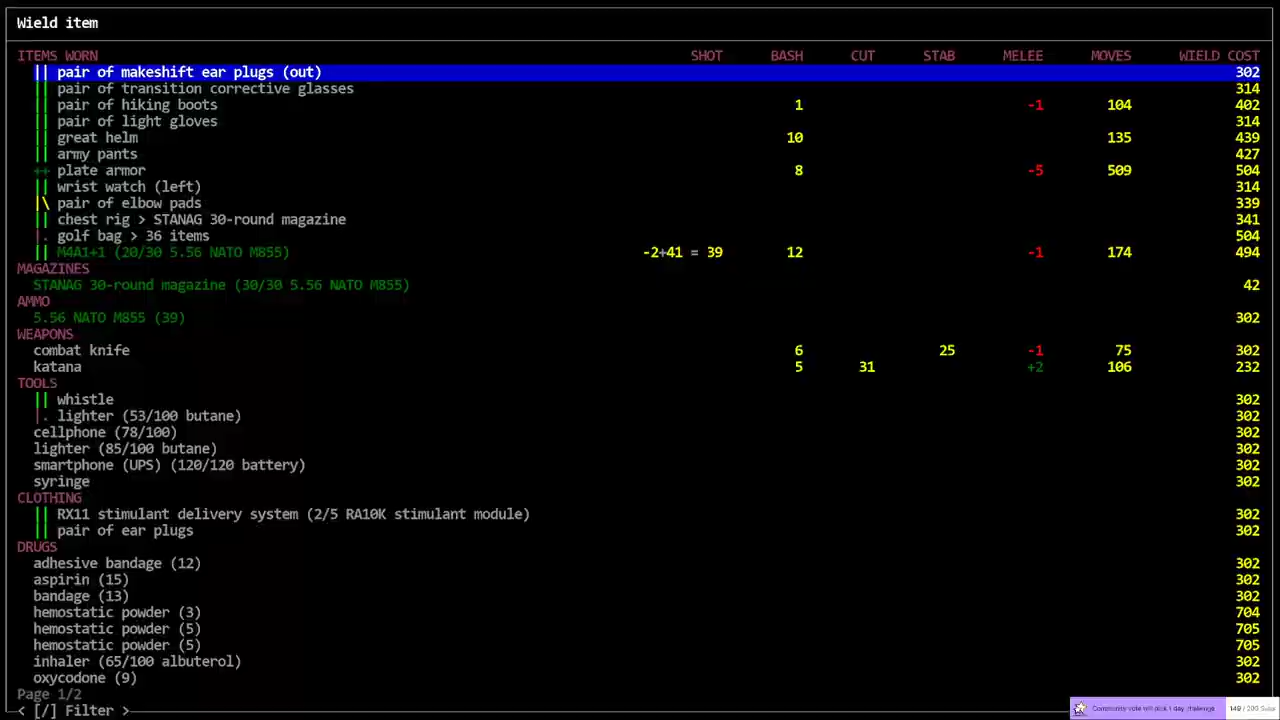 Wield item
ITEMS WORN SHOT BASH CUT STAB MELEE MOVES WIELD COST
|| pair of makeshift ear plugs (out) 302
|| pair of transition corrective glasses 314
|| pair of hiking boots 1 -1 104 402
|| pair of light gloves 314
|| great helm 10 135 439
|| army pants 427
++ plate armor 8 -5 509 504
|| wrist watch (left) 314
|\ pair of elbow pads 339
|| chest rig > STANAG 30-round magazine 341
|. golf bag > 36 items 504
|| M4A1+1 (20/30 5.56 NATO M855) -2+41 = 39 12 -1 174 494
MAGAZINES
STANAG 30-round magazine (30/30 5.56 NATO M855) 42
AMMO
5.56 NATO M855 (39) 302
WEAPONS
combat knife 6 25 -1 75 302
katana 5 31 +2 106 232
TOOLS
|| whistle 302
|. lighter (53/100 butane) 302
cellphone (78/100) 302
lighter (85/100 butane) 302
smartphone (UPS) (120/120 battery) 302
syringe 302
CLOTHING
|| RX11 stimulant delivery system (2/5 RA10K stimulant module) 302
|| pair of ear plugs 302
DRUGS
adhesive bandage (12) 302
aspirin (15) 302
bandage (13) 302
hemostatic powder (3) 704
hemostatic powder (5) 705
hemostatic powder (5) 705
inhaler (65/100 albuterol) 302
oxycodone (9) 302
Page 1/2
< [/] Filter >
Community vote will pick 1 day challenge 149 / 200